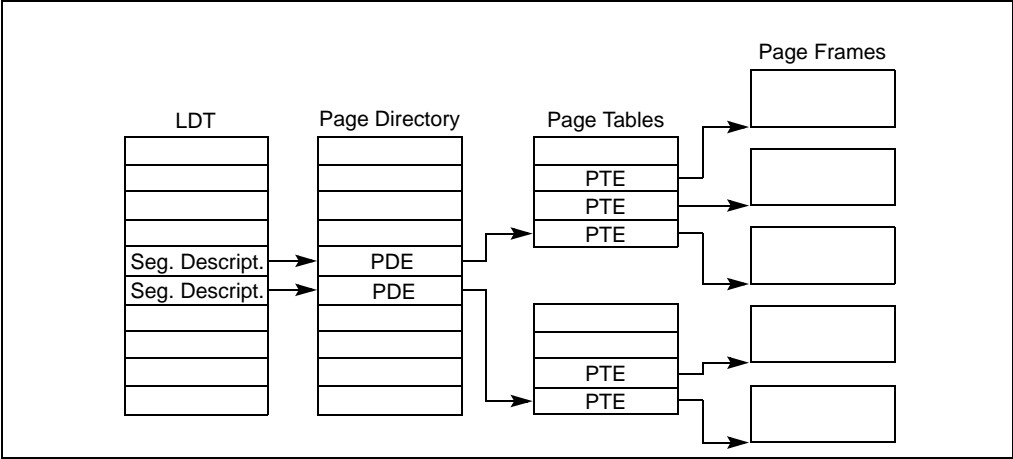 Page Frames
LDT
Page Directory
Page Tables
PTE
PTE
PTE
Seg. Descript.
PDE
Seg. Descript.
PDE
PTE
PTE